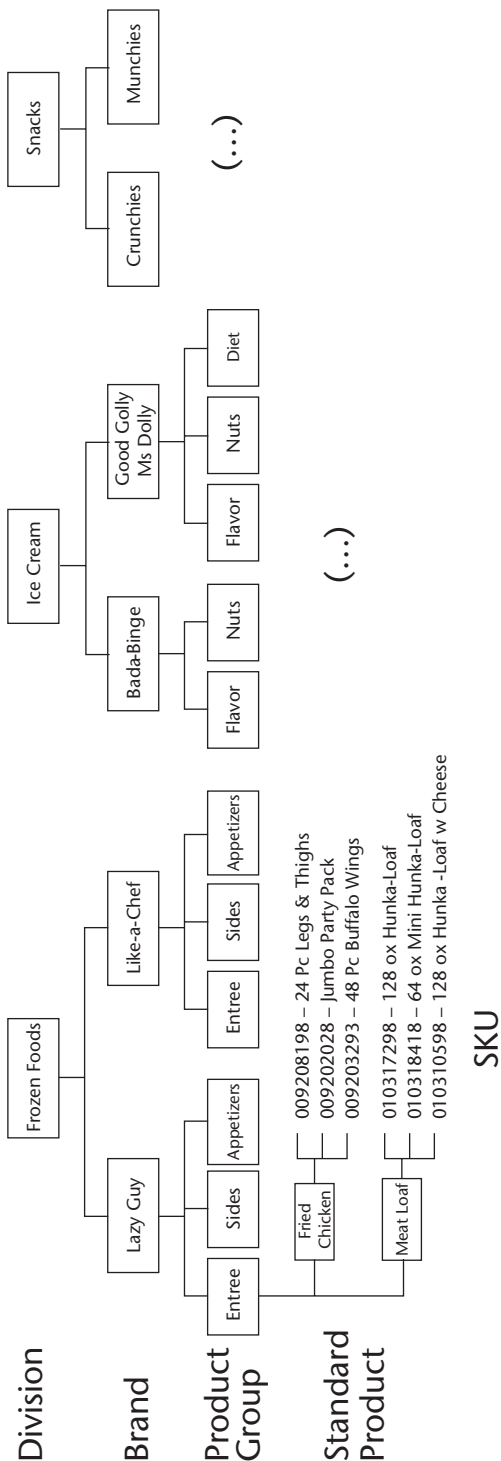 Division
Frozen Foods
Ice Cream
Snacks
Brand
Lazy Guy
Like-a-Chef
Bada-Binge
Good Golly
Ms Dolly
Crunchies
Munchies
Product
Group
Entree
Sides
Appetizers
Entree
Sides
Appetizers
Flavor
Nuts
Flavor
Nuts
Diet
(...)
Standard
Product
Fried
Chicken
009208198 – 24 Pc Legs & Thighs
009202028 – Jumbo Party Pack
009203293 – 48 Pc Buffalo Wings
(...)
Meat Loaf
010317298 – 128 ox Hunka-Loaf
010318418 – 64 ox Mini Hunka-Loaf
010310598 – 128 ox Hunka -Loaf w Cheese
SKU